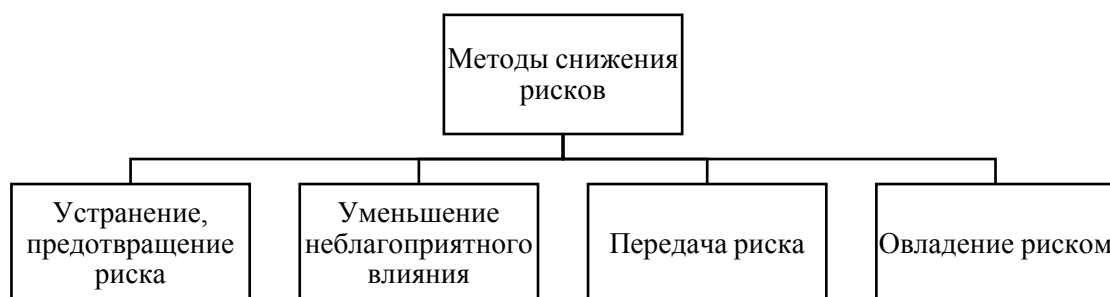 Методы снижения
рисков
Устранение,
предотвращение
риска
Уменьшение
неблагоприятного
влияния
Передача риска
Овладение риском